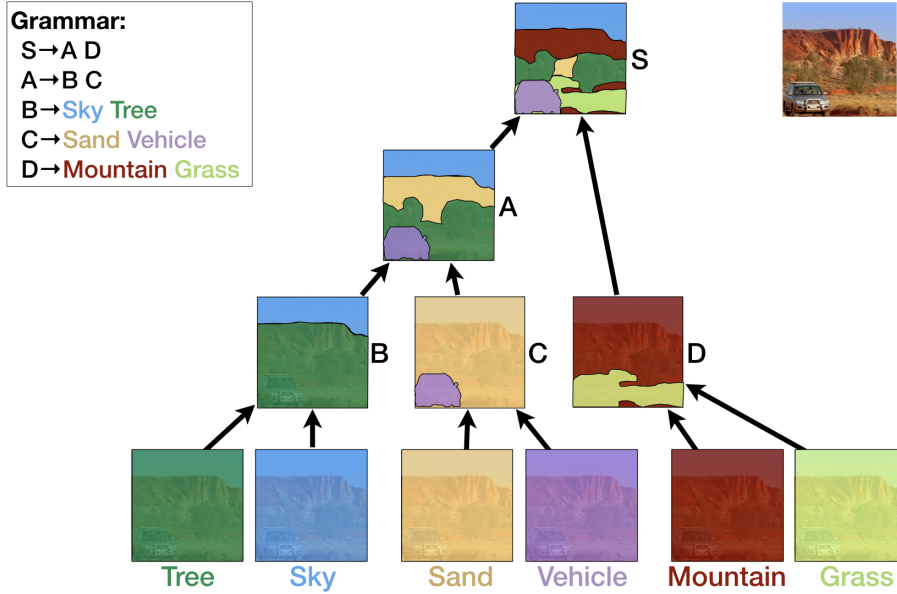 Grammar:
S→A D
A→B C
B→Sky Tree
C→Sand Vehicle
D→Mountain Grass
S
A
B
C
D
Tree
Sky
Sand
Vehicle
Mountain
Grass